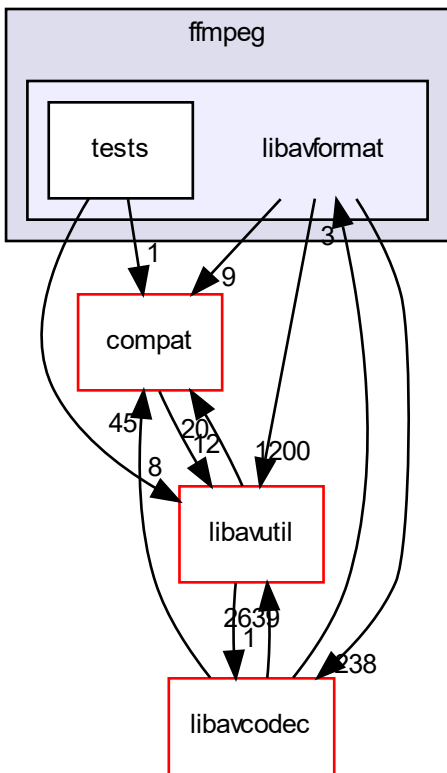 ffmpeg
tests
libavformat
3
1
9
compat
45
20
12
1200
8
libavutil
2639
1
238
libavcodec